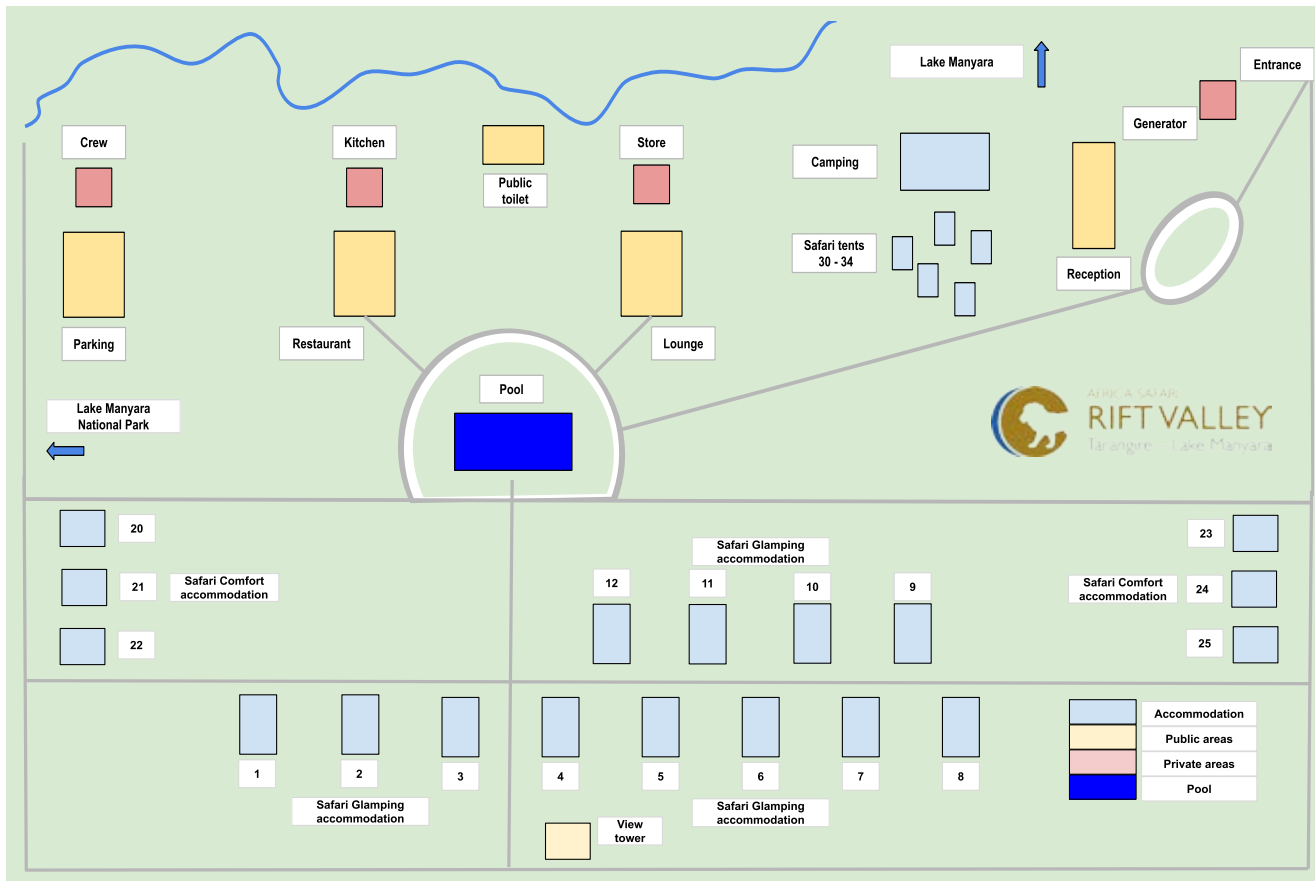 Lake Manyara
Entrance
Generator
Crew
Kitchen
Public
toilet
Store
Camping
Safari tents
30 - 34
Reception
Parking
Restaurant
Lounge
Pool
Lake Manyara
National Park
AFRICA SAFARI
RIFT VALLEY
Tarangire Lake Manyara
20
21
22
Safari Comfort
accommodation
Safari Glamping
accommodation
12
11
10
9
23
24
25
Safari Comfort
accommodation
1
2
3
Safari Glamping
accommodation
4
5
6
7
8
Safari Glamping
accommodation
View
tower
Accommodation
Public areas
Private areas
Pool